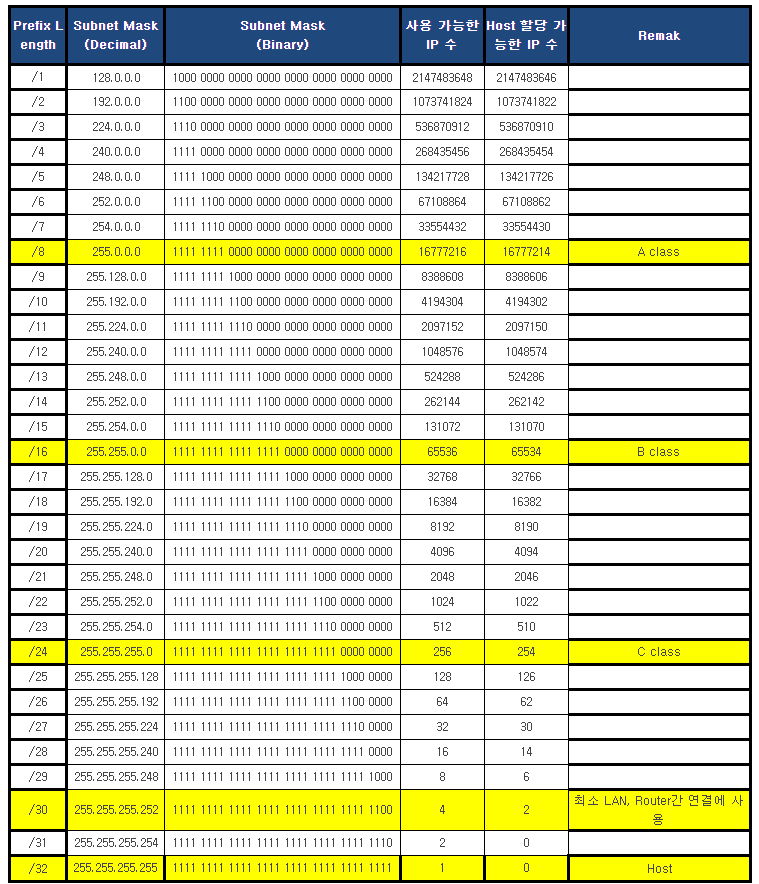 Prefix L
ength
Subnet Mask
(Decimal)
Subnet Mask
(Binary)
사용 가능한
IP 수
Host 할당 가
능한 IP 수
Remak
/1 128.0.0.0 1000 0000 0000 0000 0000 0000 0000 0000 2147483648 2147483646
/2 192.0.0.0 1100 0000 0000 0000 0000 0000 0000 0000 1073741824 1073741822
/3 224.0.0.0 1110 0000 0000 0000 0000 0000 0000 0000 536870912 536870910
/4 240.0.0.0 1111 0000 0000 0000 0000 0000 0000 0000 268435456 268435454
/5 248.0.0.0 1111 1000 0000 0000 0000 0000 0000 0000 134217728 134217726
/6 252.0.0.0 1111 1100 0000 0000 0000 0000 0000 0000 67108864 67108862
/7 254.0.0.0 1111 1110 0000 0000 0000 0000 0000 0000 33554432 33554430
/8 255.0.0.0 1111 1111 0000 0000 0000 0000 0000 0000 16777216 16777214 A class
/9 255.128.0.0 1111 1111 1000 0000 0000 0000 0000 0000 8388608 8388606
/10 255.192.0.0 1111 1111 1100 0000 0000 0000 0000 0000 4194304 4194302
/11 255.224.0.0 1111 1111 1110 0000 0000 0000 0000 0000 2097152 2097150
/12 255.240.0.0 1111 1111 1111 0000 0000 0000 0000 0000 1048576 1048574
/13 255.248.0.0 1111 1111 1111 1000 0000 0000 0000 0000 524288 524286
/14 255.252.0.0 1111 1111 1111 1100 0000 0000 0000 0000 262144 262142
/15 255.254.0.0 1111 1111 1111 1110 0000 0000 0000 0000 131072 131070
/16 255.255.0.0 1111 1111 1111 1111 0000 0000 0000 0000 65536 65534 B class
/17 255.255.128.0 1111 1111 1111 1111 1000 0000 0000 0000 32768 32766
/18 255.255.192.0 1111 1111 1111 1111 1100 0000 0000 0000 16384 16382
/19 255.255.224.0 1111 1111 1111 1111 1110 0000 0000 0000 8192 8190
/20 255.255.240.0 1111 1111 1111 1111 1111 0000 0000 0000 4096 4094
/21 255.255.248.0 1111 1111 1111 1111 1111 1000 0000 0000 2048 2046
/22 255.255.252.0 1111 1111 1111 1111 1111 1100 0000 0000 1024 1022
/23 255.255.254.0 1111 1111 1111 1111 1111 1110 0000 0000 512 510
/24 255.255.255.0 1111 1111 1111 1111 1111 1111 0000 0000 256 254 C class
/25 255.255.255.128 1111 1111 1111 1111 1111 1111 1000 0000 128 126
/26 255.255.255.192 1111 1111 1111 1111 1111 1111 1100 0000 64 62
/27 255.255.255.224 1111 1111 1111 1111 1111 1111 1110 0000 32 30
/28 255.255.255.240 1111 1111 1111 1111 1111 1111 1111 0000 16 14
/29 255.255.255.248 1111 1111 1111 1111 1111 1111 1111 1000 8 6
/30 255.255.255.252 1111 1111 1111 1111 1111 1111 1111 1100 4 2 최소 LAN, Router간 연결에 사
용
/31 255.255.255.254 1111 1111 1111 1111 1111 1111 1111 1110 2 0
/32 255.255.255.255 1111 1111 1111 1111 1111 1111 1111 1111 1 0 Host